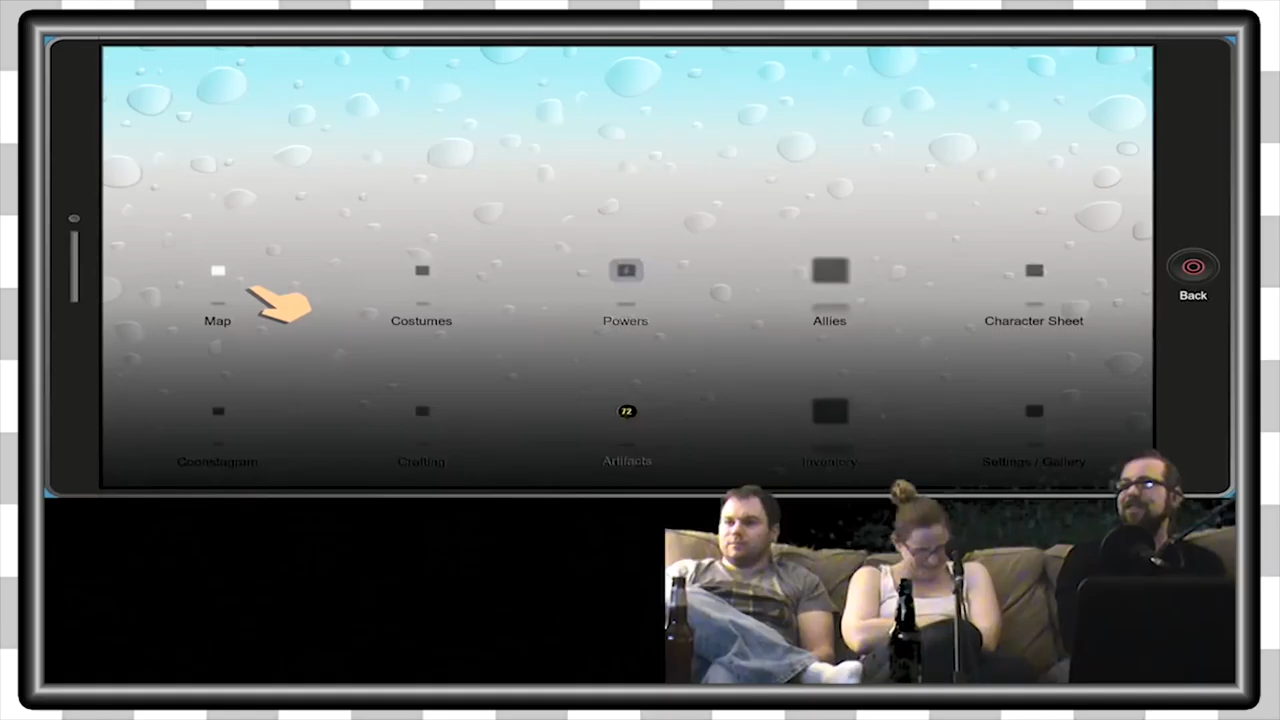 Back
Map
Costumes
Powers
Allies
Character Sheet
72
Coonstagram
Crafting
Artifacts
Inventory
Settings / Gallery